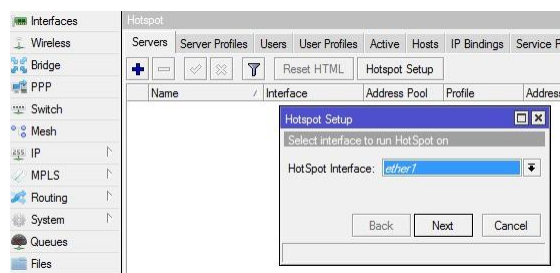 Interfaces
Wireless
Bridge
PPP
Switch
Mesh
IP
MPLS
Routing
System
Queues
Files
Hotspot
Servers Server Profiles Users User Profiles Active Hosts IP Bindings Service P
Reset HTML Hotspot Setup
Name Interface Address Pool Profile Address
Hotspot Setup
Select interface to run HotSpot on
HotSpot Interface: ether1
Back Next Cancel